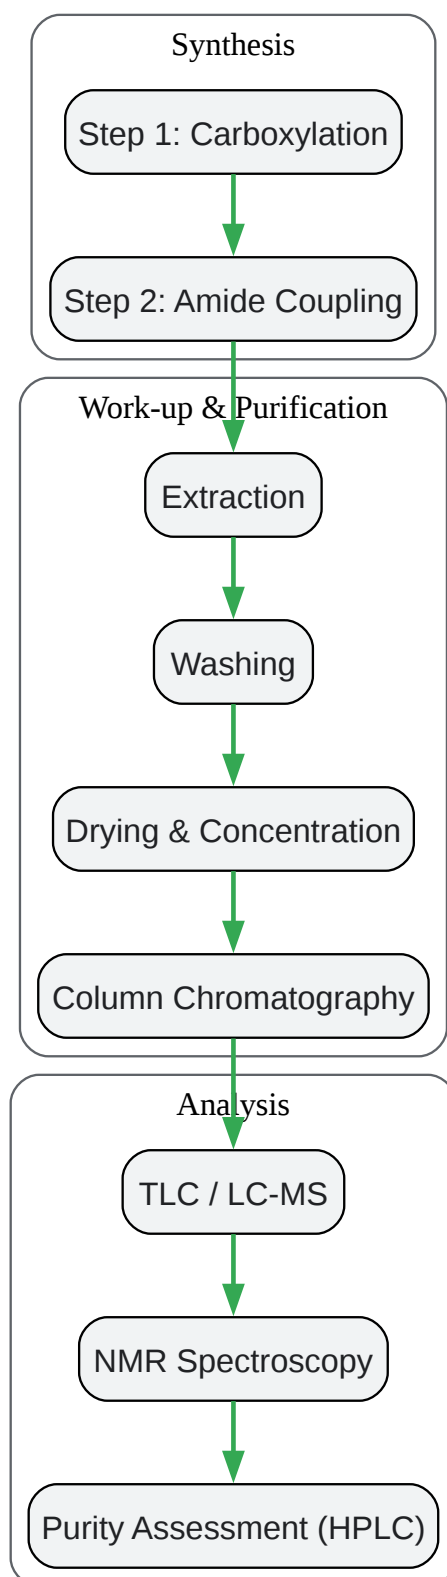 Synthesis
Step 1: Carboxylation
Step 2: Amide Coupling
Work-up & Purification
Extraction
Washing
Drying & Concentration
Column Chromatography
Analysis
TLC / LC-MS
NMR Spectroscopy
Purity Assessment (HPLC)